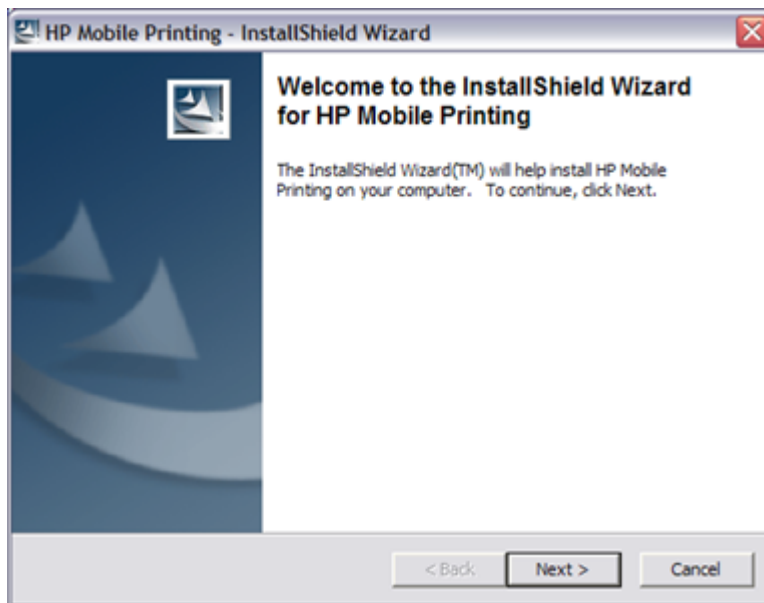 HP Mobile Printing - InstallShield Wizard
Welcome to the InstallShield Wizard
for HP Mobile Printing
The InstallShield Wizard(TM) will help install HP Mobile
Printing on your computer.   To continue, click Next.
< Back Next > Cancel